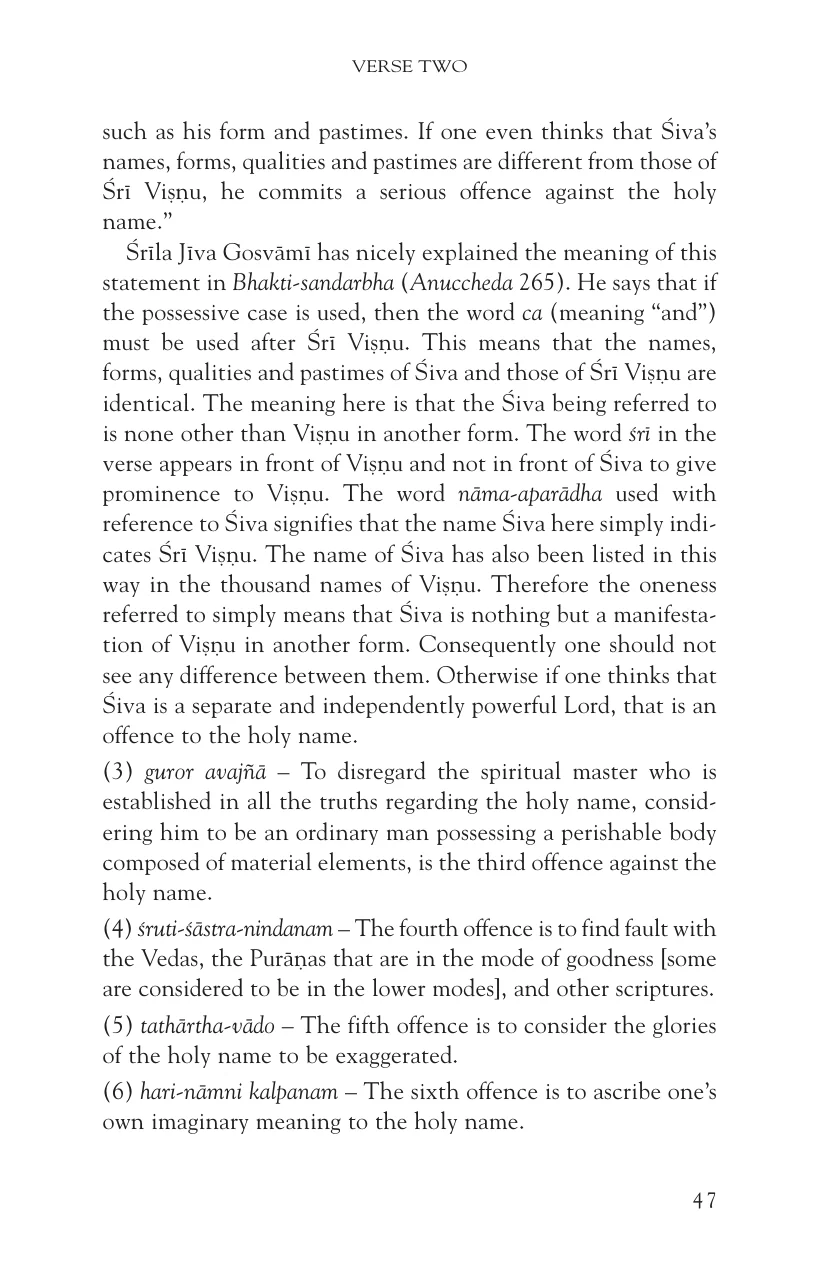 VERSE TWO
such as his form and pastimes. If one even thinks that Śiva’s
names, forms, qualities and pastimes are different from those of
Śrī Viṣṇu, he commits a serious offence against the holy
name.”
Śrīla Jīva Gosvāmī has nicely explained the meaning of this
statement in Bhakti-sandarbha (Anuccheda 265). He says that if
the possessive case is used, then the word ca (meaning “and”)
must be used after Śrī Viṣṇu. This means that the names,
forms, qualities and pastimes of Śiva and those of Śrī Viṣṇu are
identical. The meaning here is that the Śiva being referred to
is none other than Viṣṇu in another form. The word śrī in the
verse appears in front of Viṣṇu and not in front of Śiva to give
prominence to Viṣṇu. The word nāma-aparādha used with
reference to Śiva signifies that the name Śiva here simply indi-
cates Śrī Viṣṇu. The name of Śiva has also been listed in this
way in the thousand names of Viṣṇu. Therefore the oneness
referred to simply means that Śiva is nothing but a manifesta-
tion of Viṣṇu in another form. Consequently one should not
see any difference between them. Otherwise if one thinks that
Śiva is a separate and independently powerful Lord, that is an
offence to the holy name.
(3) guror avajñā – To disregard the spiritual master who is
established in all the truths regarding the holy name, consid-
ering him to be an ordinary man possessing a perishable body
composed of material elements, is the third offence against the
holy name.
(4) śruti-śāstra-nindanam – The fourth offence is to find fault with
the Vedas, the Purāṇas that are in the mode of goodness [some
are considered to be in the lower modes], and other scriptures.
(5) tathārtha-vādo – The fifth offence is to consider the glories
of the holy name to be exaggerated.
(6) hari-nāmni kalpanam – The sixth offence is to ascribe one’s
own imaginary meaning to the holy name.
47